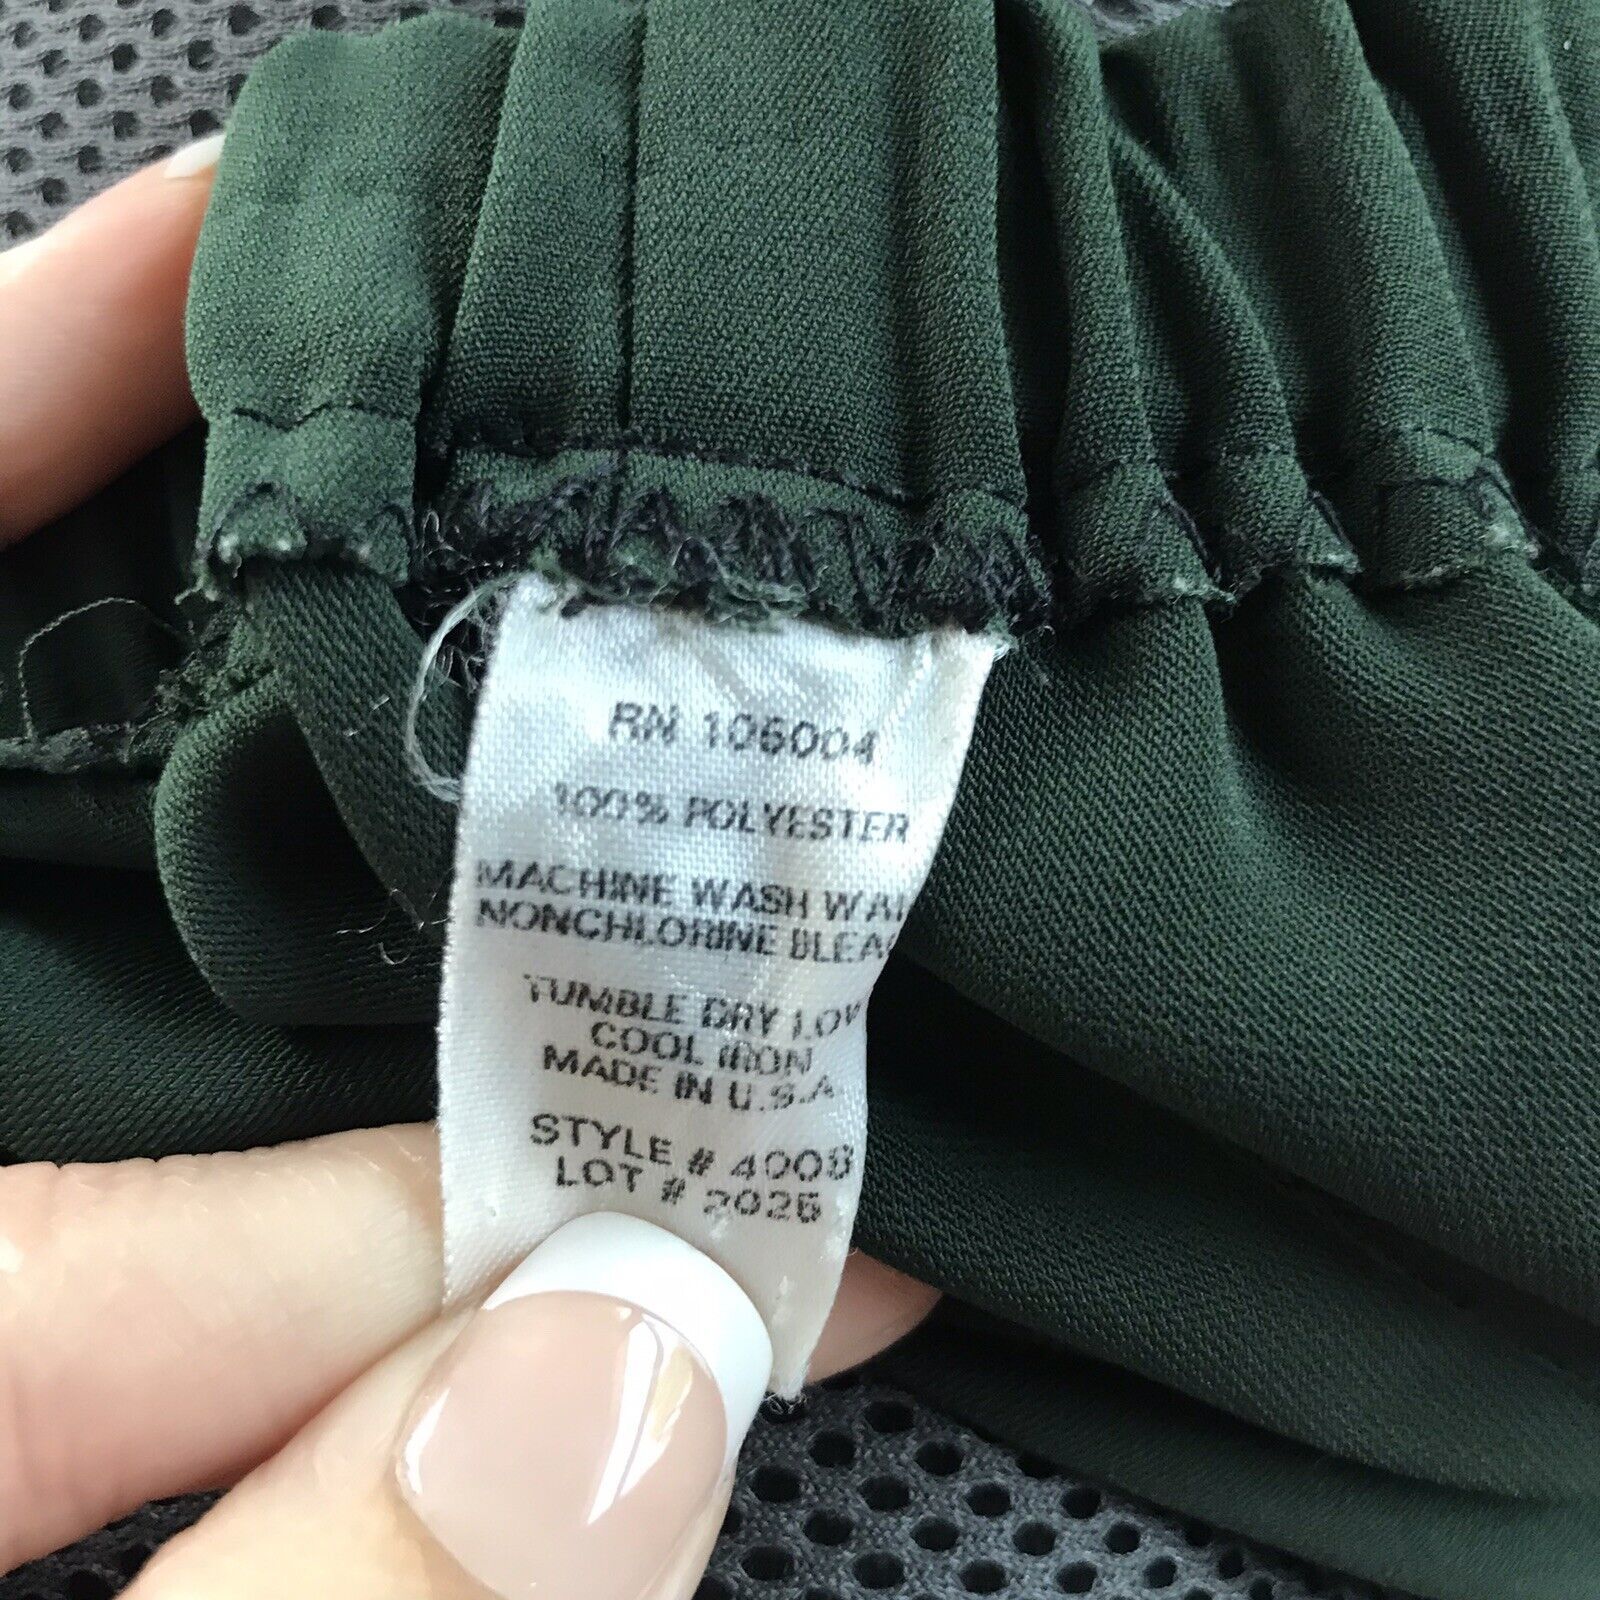 RN 106004
100% POLYESTER
MACHINE WASH WA
NONCHLORINE BLEA
TUMBLE DRY LOW
COOL IRON
MADE IN U.S.A
STYLE # 4008
LOT # 2026